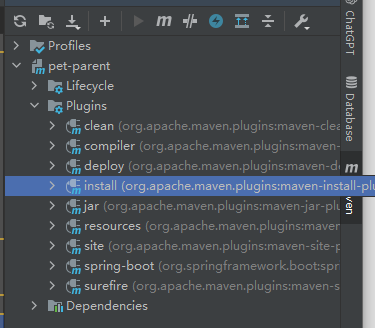 Profiles
pet-parent
Lifecycle
Plugins
clean (org.apache.maven.plugins:maven-clea
compiler (org.apache.maven.plugins:maven-
deploy (org.apache.maven.plugins:maven-de
install (org.apache.maven.plugins:maven-install-plu
jar (org.apache.maven.plugins:maven-jar-plu
resources (org.apache.maven.plugins:maven
site (org.apache.maven.plugins:maven-site-p
spring-boot (org.springframework.boot:spr
surefire (org.apache.maven.plugins:maven-s
Dependencies
ChatGPT
Database
m
ven